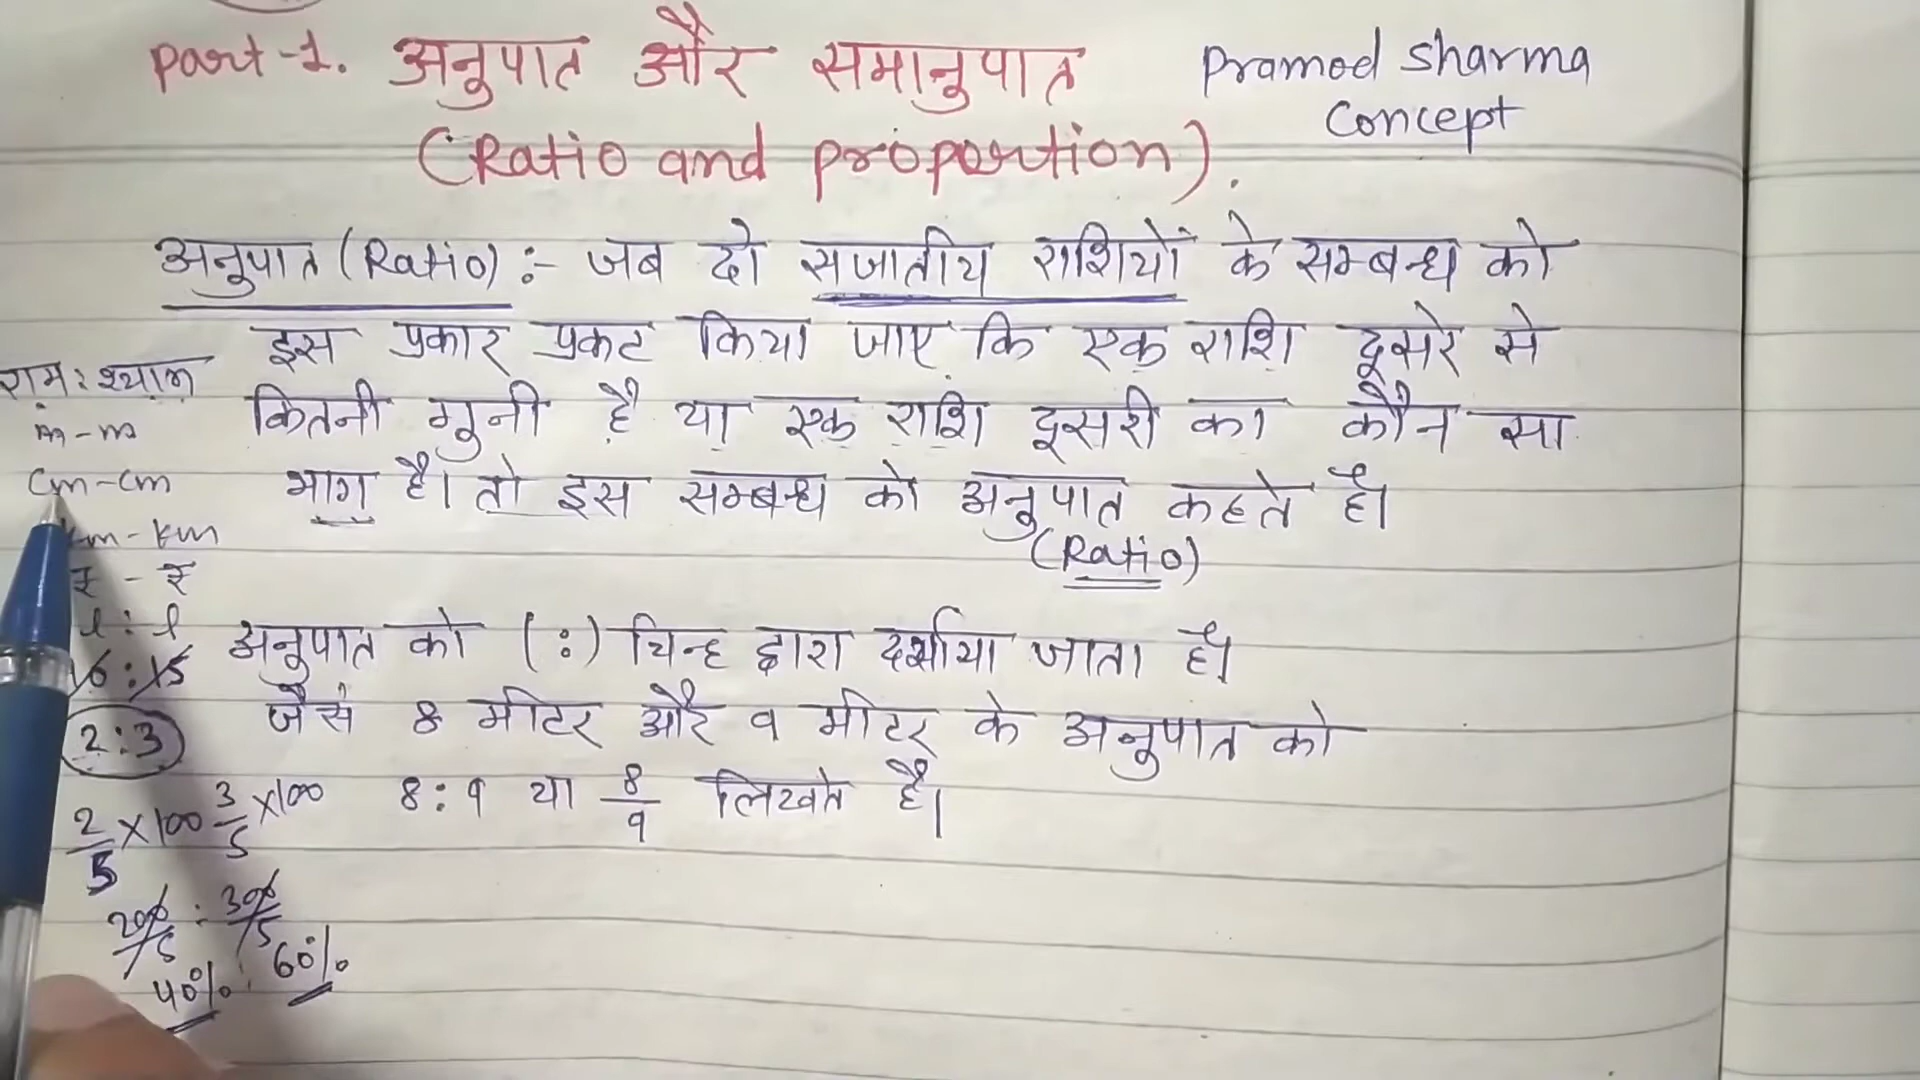 Part-1. अनुपात और समानुपात
Pramod Sharma
Concept
(Ratio and proportion).
अनुपात (Ratio) :- जब दो सजातीय राशियों के सम्बन्ध को
इस प्रकार प्रकट किया जाए कि एक राशि दूसरे से
कितनी गुनी है या एक राशि दूसरी का कौन सा
भाग है। तो इस सम्बन्ध को अनुपात कहते है।
(Ratio)
अनुपात को (:) चिन्ह द्वारा दर्शाया जाता है।
जैसे 8 मीटर और 9 मीटर के अनुपात को
8:9 या 8/9 लिखते है।
राम : श्याम
m - m
cm - cm
km - km
₹ - ₹
l : l
2:3
2/5 × 100 3/5 × 100
200/5 : 300/5
40% : 60%